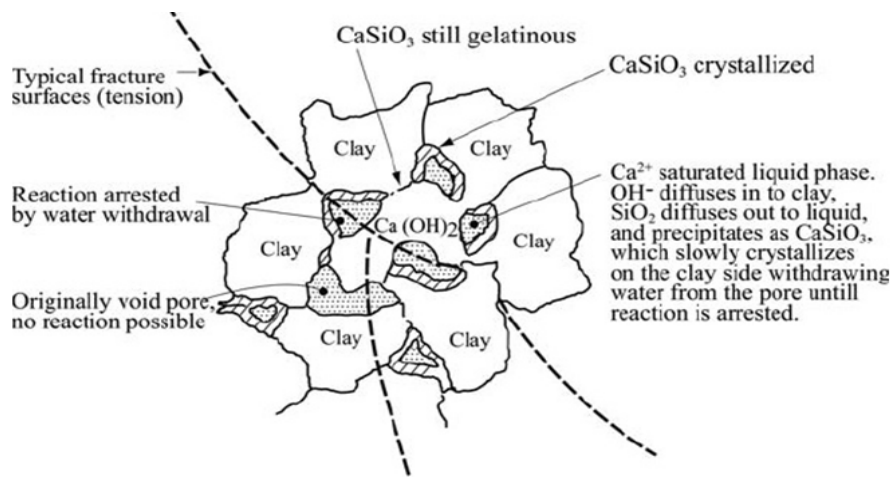 CaSiO₃ still gelatinous
Typical fracture
surfaces (tension)
CaSiO₃ crystallized
Clay
Clay
Reaction arrested
by water withdrawal
Clay
Ca (OH)₂
Clay
Ca²⁺ saturated liquid phase.
OH- diffuses in to clay,
SiO₂ diffuses out to liquid,
and precipitates as CaSiO₃,
which slowly crystallizes
on the clay side withdrawing
water from the pore untill
reaction is arrested.
Originally void pore,
no reaction possible
Clay
Clay